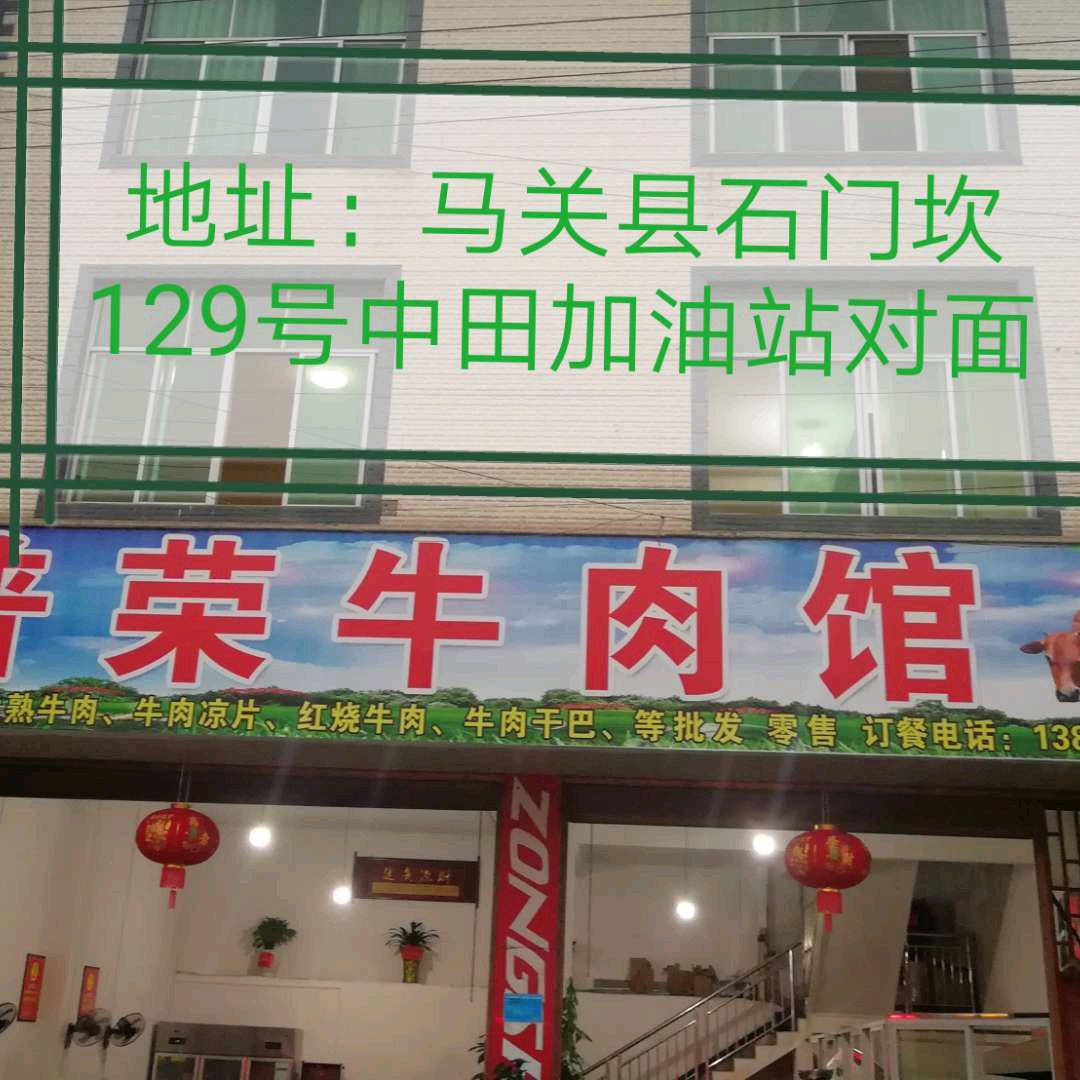 地址：马关县石门坎
129号中田加油站对面
荣牛肉馆
熟牛肉、牛肉凉片、红烧牛肉、牛肉干巴、等批发 零售 订餐电话：138
ZONGS